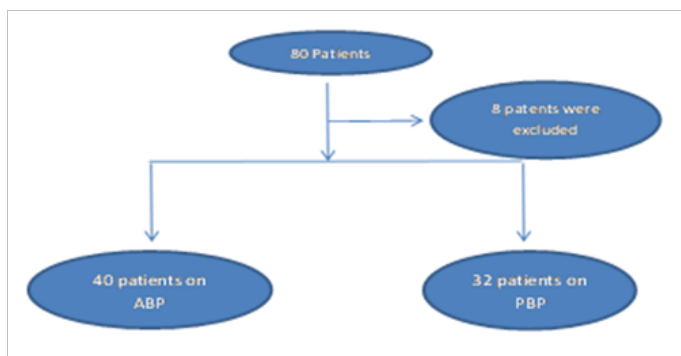 80 Patients
8 patents were
excluded
40 patients on
ABP
32 patients on
PBP